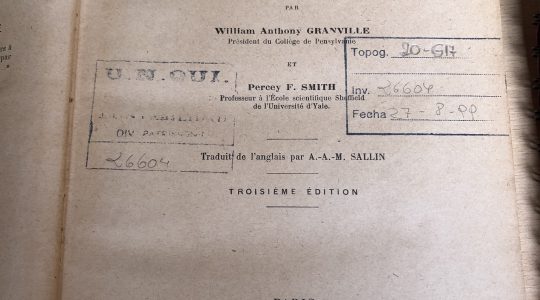 PAR
William Anthony GRANVILLE
Président du Collège de Pensylvanie
ET
Percey F. SMITH
Professeur à l'École scientifique Sheffield
de l'Université d'Yale.
Traduit de l'anglais par A.-A.-M. SALLIN
TROISIÈME ÉDITION
U.N.QUI.
DIV. PATRIMONI
26604
Topog. 20-G17
Inv. 26604
Fecha 27-8-99